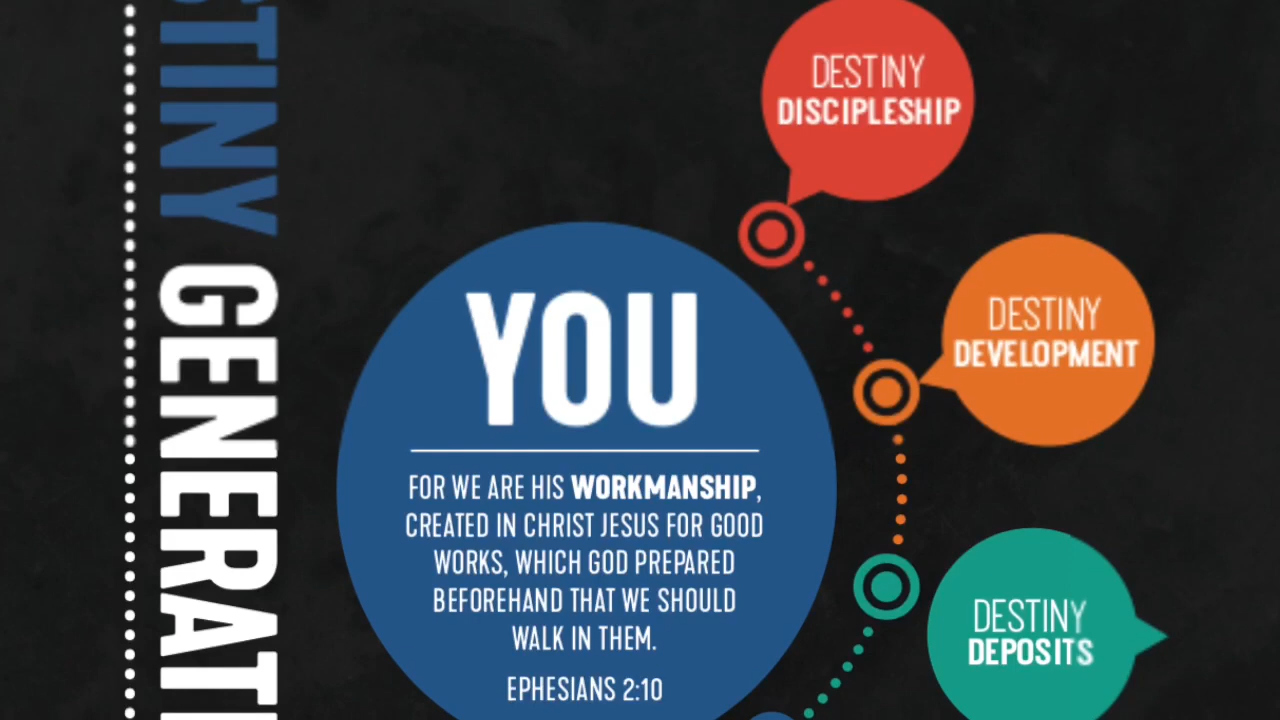 STINY GENERATI
DESTINY
DISCIPLESHIP
DESTINY
DEVELOPMENT
YOU
FOR WE ARE HIS WORKMANSHIP,
CREATED IN CHRIST JESUS FOR GOOD
WORKS, WHICH GOD PREPARED
BEFOREHAND THAT WE SHOULD
WALK IN THEM.
EPHESIANS 2:10
DESTINY
DEPOSITS